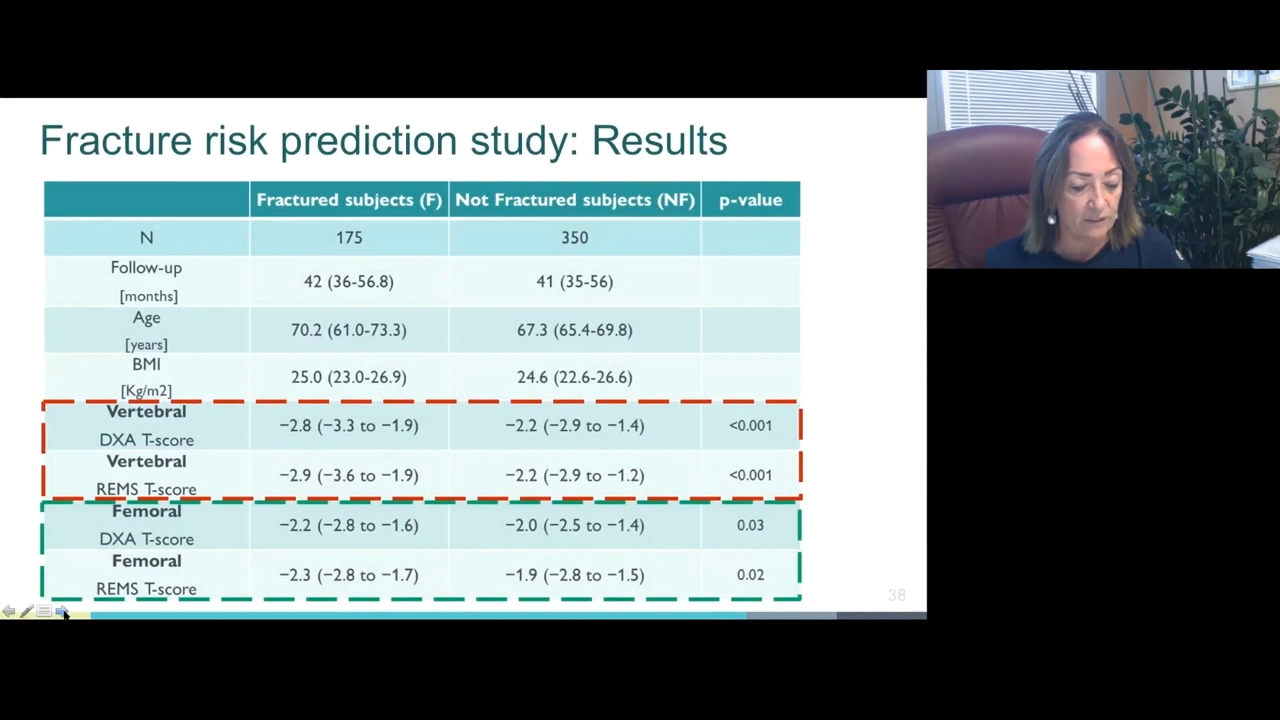 Fracture risk prediction study: Results
Fractured subjects (F) Not Fractured subjects (NF) p-value
N 175 350
Follow-up
[months] 42 (36-56.8) 41 (35-56)
Age
[years] 70.2 (61.0-73.3) 67.3 (65.4-69.8)
BMI
[Kg/m2] 25.0 (23.0-26.9) 24.6 (22.6-26.6)
Vertebral
DXA T-score −2.8 (−3.3 to −1.9) −2.2 (−2.9 to −1.4) <0.001
Vertebral
REMS T-score −2.9 (−3.6 to −1.9) −2.2 (−2.9 to −1.2) <0.001
Femoral
DXA T-score −2.2 (−2.8 to −1.6) −2.0 (−2.5 to −1.4) 0.03
Femoral
REMS T-score −2.3 (−2.8 to −1.7) −1.9 (−2.8 to −1.5) 0.02
38